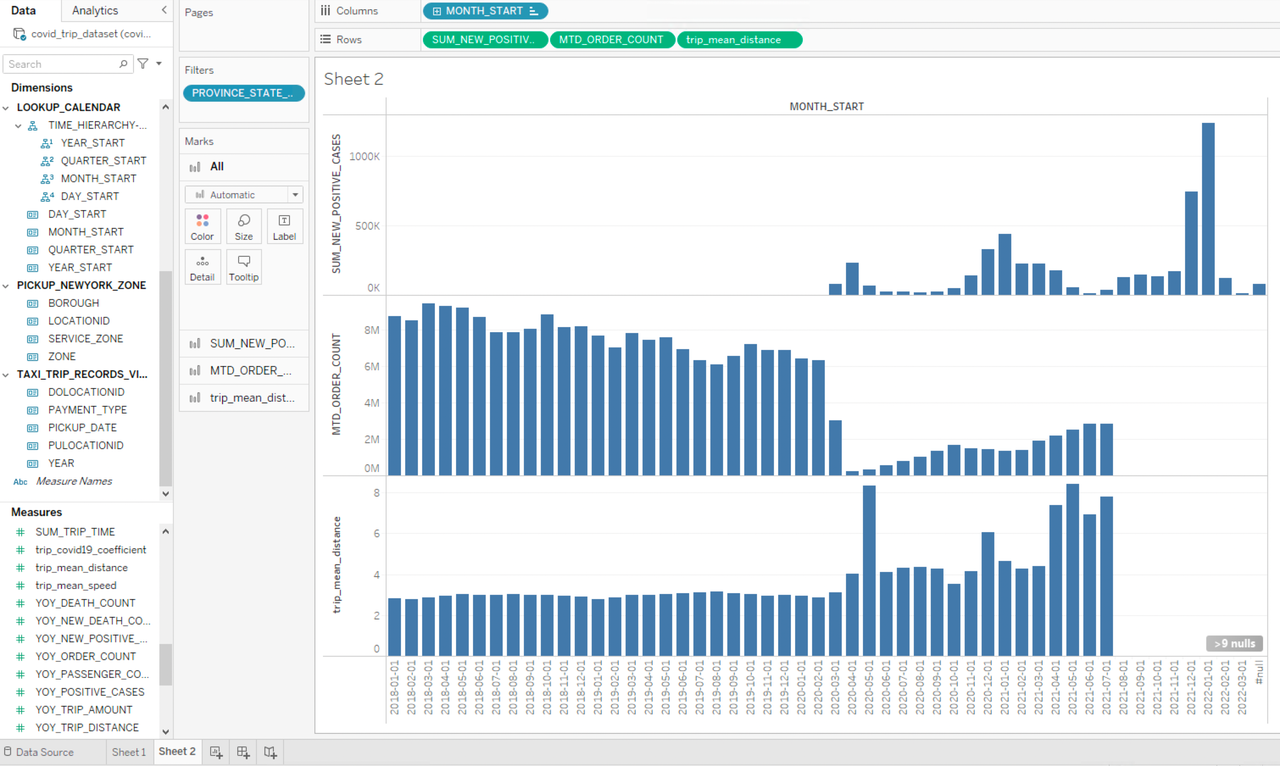 Data
Analytics
covid_trip_dataset (covi...
Search
Dimensions
LOOKUP_CALENDAR
TIME_HIERARCHY-...
YEAR_START
QUARTER_START
MONTH_START
DAY_START
DAY_START
MONTH_START
QUARTER_START
YEAR_START
PICKUP_NEWYORK_ZONE
BOROUGH
LOCATIONID
SERVICE_ZONE
ZONE
TAXI_TRIP_RECORDS_VI...
DOLOCATIONID
PAYMENT_TYPE
PICKUP_DATE
PULOCATIONID
YEAR
Abc Measure Names
Measures
SUM_TRIP_TIME
trip_covid19_coefficient
trip_mean_distance
trip_mean_speed
YOY_DEATH_COUNT
YOY_NEW_DEATH_CO...
YOY_NEW_POSITIVE_...
YOY_ORDER_COUNT
YOY_PASSENGER_CO...
YOY_POSITIVE_CASES
YOY_TRIP_AMOUNT
YOY_TRIP_DISTANCE
Pages
Filters
PROVINCE_STATE_..
Marks
All
Automatic
Color
Size
Label
Detail
Tooltip
SUM_NEW_PO...
MTD_ORDER_...
trip_mean_dist...
Columns
MONTH_START
Rows
SUM_NEW_POSITIV..
MTD_ORDER_COUNT
trip_mean_distance
Sheet 2
MONTH_START
SUM_NEW_POSITIVE_CASES
1000K
500K
0K
MTD_ORDER_COUNT
8M
6M
4M
2M
0M
trip_mean_distance
8
6
4
2
0
>9 nulls
2018-01-01
2018-02-01
2018-03-01
2018-04-01
2018-05-01
2018-06-01
2018-07-01
2018-08-01
2018-09-01
2018-10-01
2018-11-01
2018-12-01
2019-01-01
2019-02-01
2019-03-01
2019-04-01
2019-05-01
2019-06-01
2019-07-01
2019-08-01
2019-09-01
2019-10-01
2019-11-01
2019-12-01
2020-01-01
2020-02-01
2020-03-01
2020-04-01
2020-05-01
2020-06-01
2020-07-01
2020-08-01
2020-09-01
2020-10-01
2020-11-01
2020-12-01
2021-01-01
2021-02-01
2021-03-01
2021-04-01
2021-05-01
2021-06-01
2021-07-01
2021-08-01
2021-09-01
2021-10-01
2021-11-01
2021-12-01
2022-01-01
2022-02-01
2022-03-01
#null
Data Source
Sheet 1
Sheet 2